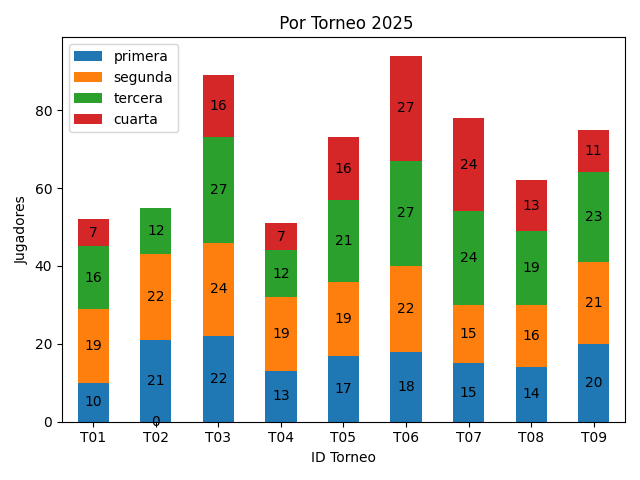 Por Torneo 2025
primera
segunda
tercera
cuarta
Jugadores
80
60
40
20
0
7 16 27 7 16 27 24 13 11
16 12 27 12 21 27 24 19 23
19 22 24 19 19 22 15 16 21
10 21 22 13 17 18 15 14 20
0
T01 T02 T03 T04 T05 T06 T07 T08 T09
ID Torneo